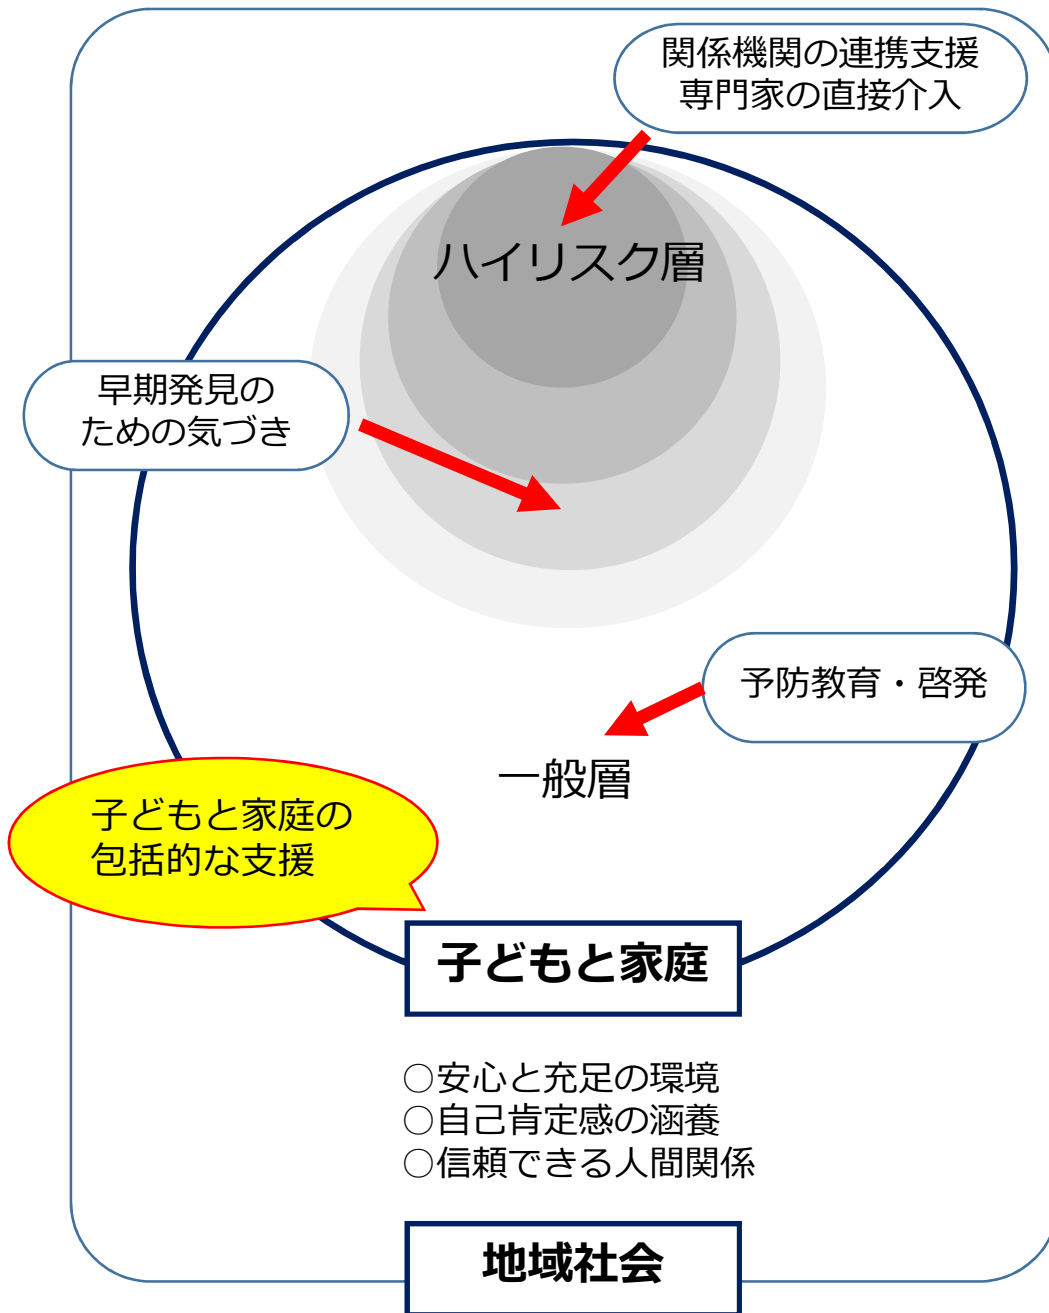 関係機関の連携支援
専門家の直接介入
ハイリスク層
早期発見の
ための気づき
予防教育・啓発
一般層
子どもと家庭の
包括的な支援
子どもと家庭
○安心と充足の環境
○自己肯定感の涵養
○信頼できる人間関係
地域社会